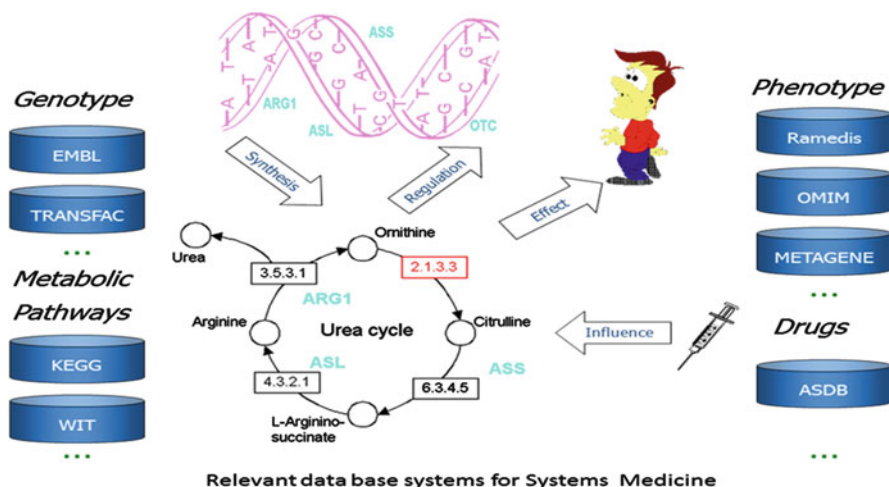 Genotype
EMBL
TRANSFAC
...
Metabolic
Pathways
KEGG
WIT
...
ASS
ARG1
ASL
OTC
Synthesis
Regulation
Effect
Influence
Urea
Ornithine
3.5.3.1
2.1.3.3
ARG1
Arginine
Urea cycle
Citrulline
ASL
ASS
4.3.2.1
6.3.4.5
L-Arginino-
succinate
Phenotype
Ramedis
OMIM
METAGENE
...
Drugs
ASDB
...
Relevant data base systems for Systems Medicine